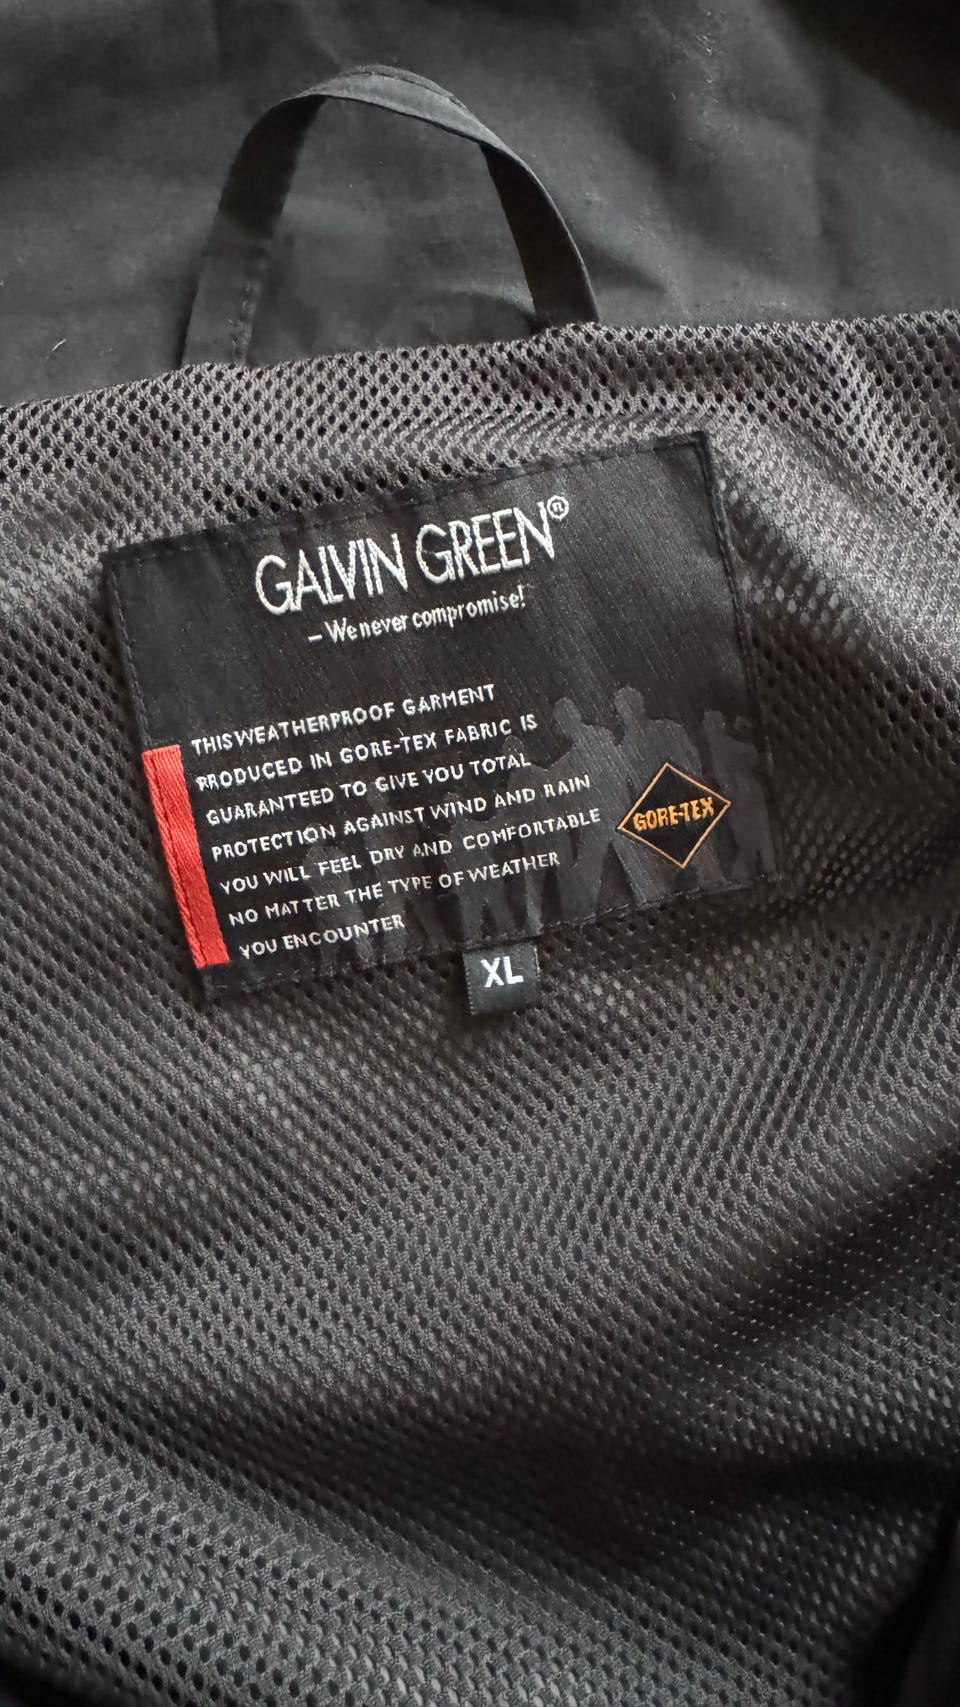 GALVIN GREEN®
– We never compromise!
THIS WEATHERPROOF GARMENT
PRODUCED IN GORE-TEX FABRIC IS
GUARANTEED TO GIVE YOU TOTAL
PROTECTION AGAINST WIND AND RAIN
YOU WILL FEEL DRY AND COMFORTABLE
NO MATTER THE TYPE OF WEATHER
YOU ENCOUNTER
GORE-TEX
XL